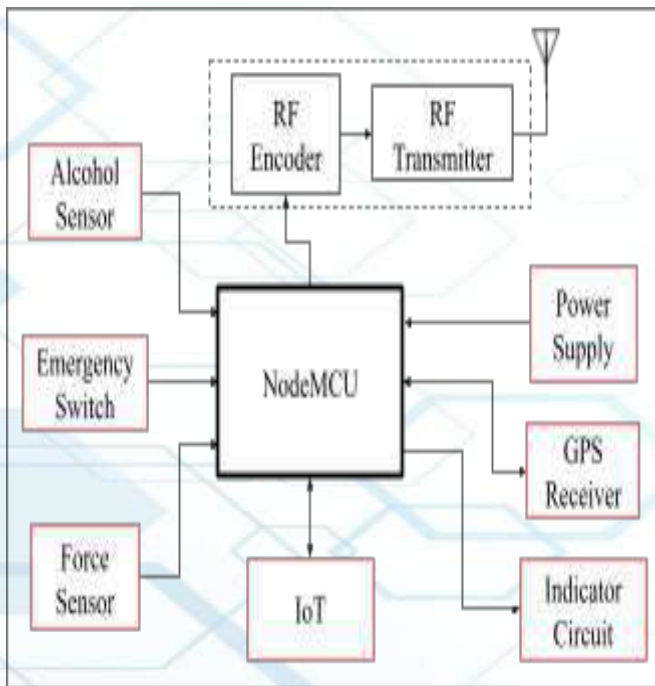 RF
Encoder
RF
Transmitter
Alcohol
Sensor
Power
Supply
Emergency
Switch
NodeMCU
GPS
Receiver
Force
Sensor
IoT
Indicator
Circuit